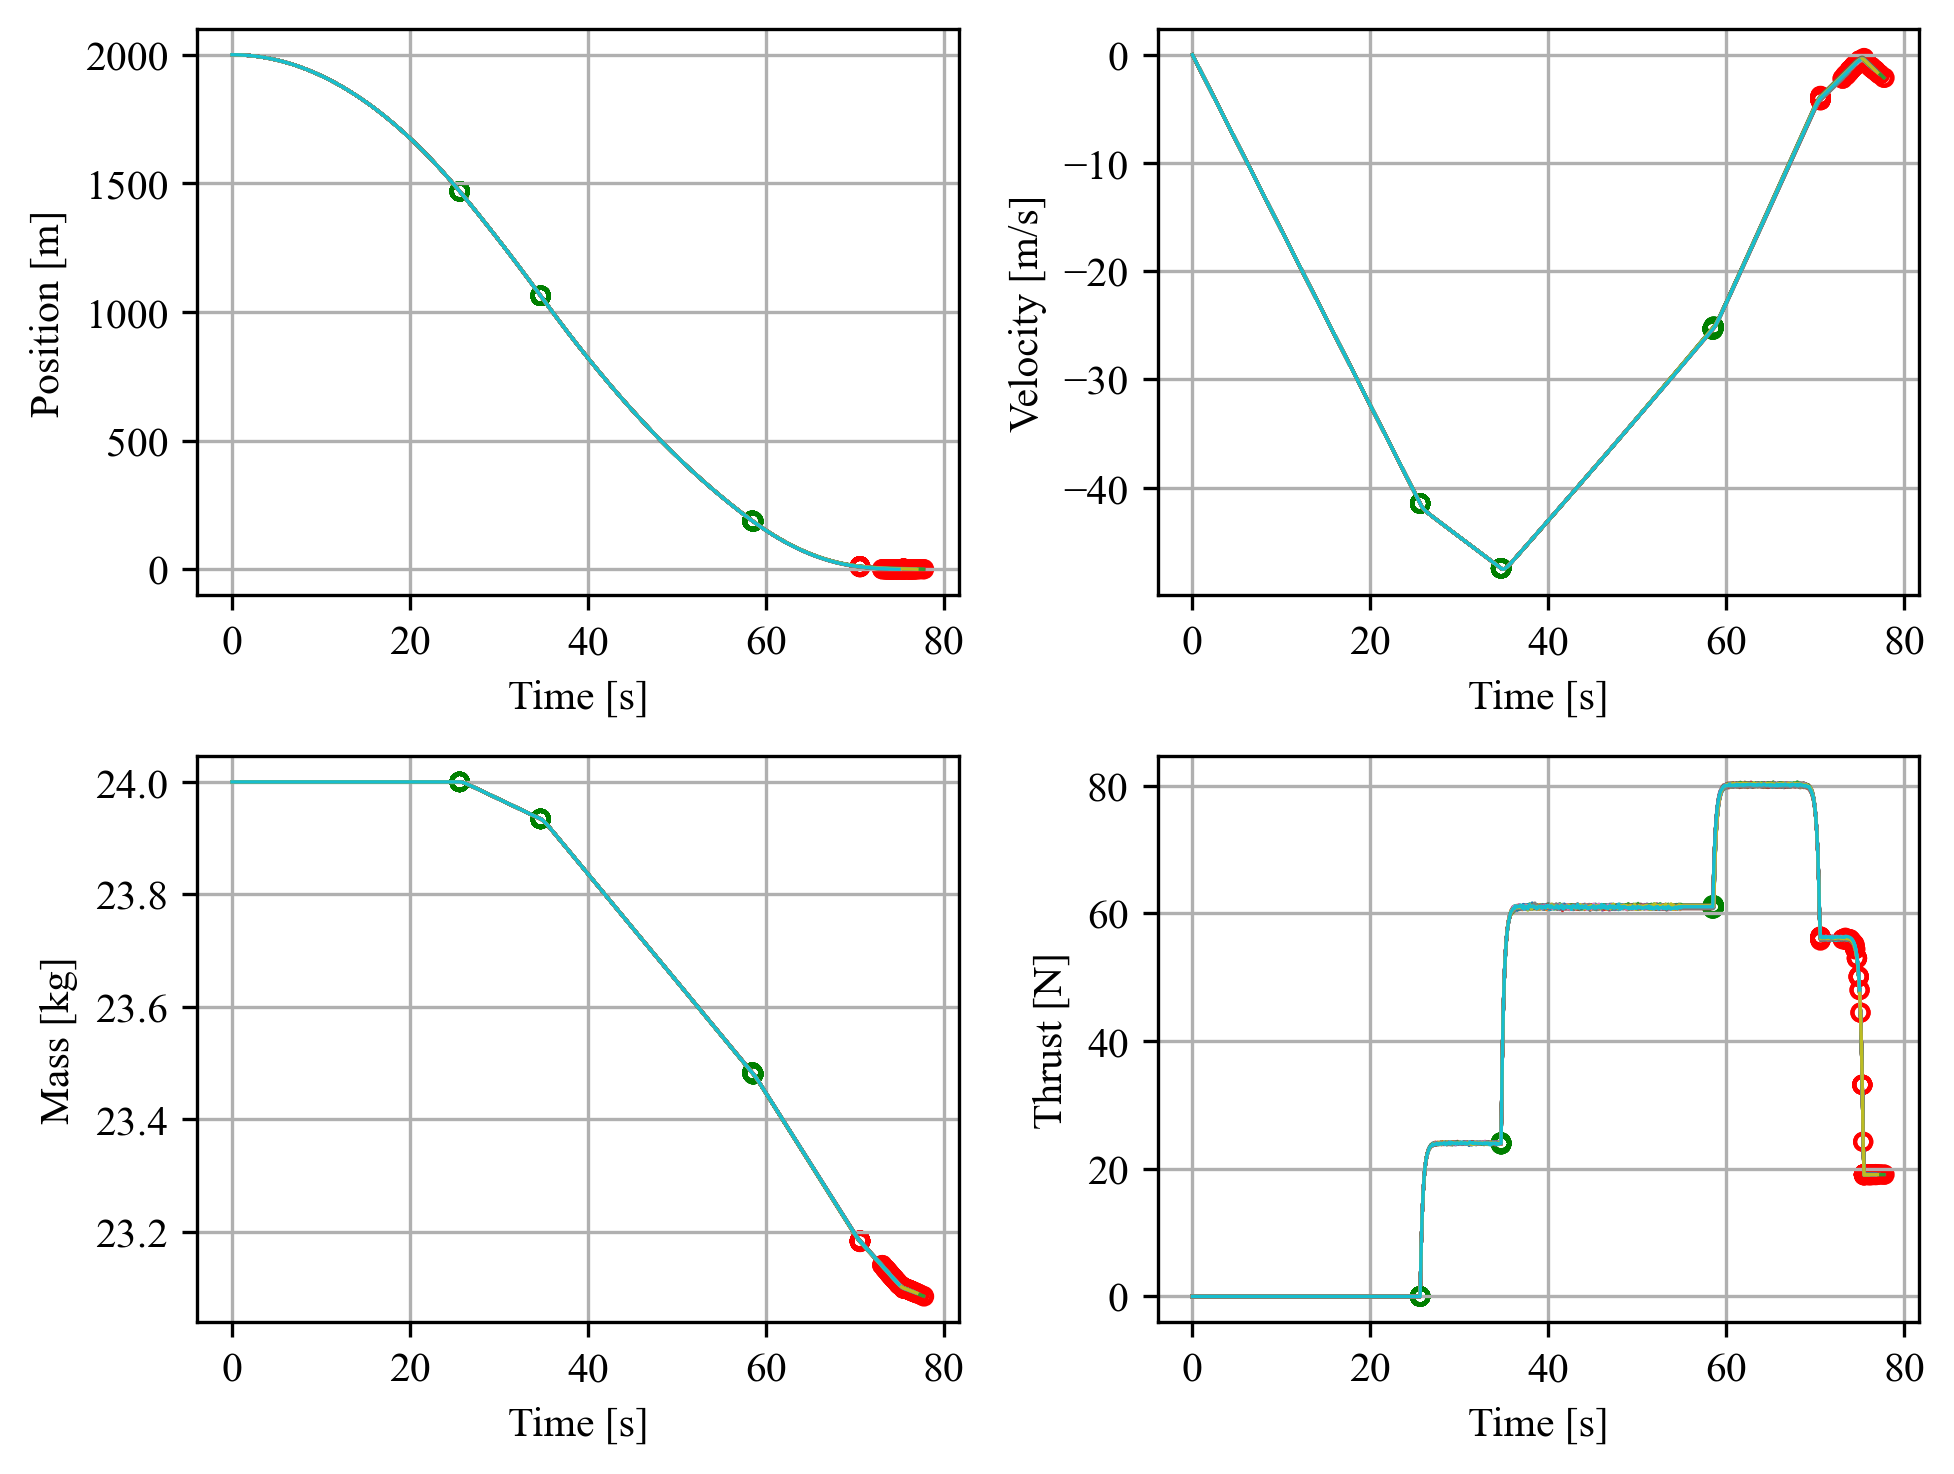 2000
1500
1000
500
0
Position [m]
0 20 40 60 80
Time [s]
0
−10
−20
−30
−40
Velocity [m/s]
0 20 40 60 80
Time [s]
24.0
23.8
23.6
23.4
23.2
Mass [kg]
0 20 40 60 80
Time [s]
80
60
40
20
0
Thrust [N]
0 20 40 60 80
Time [s]